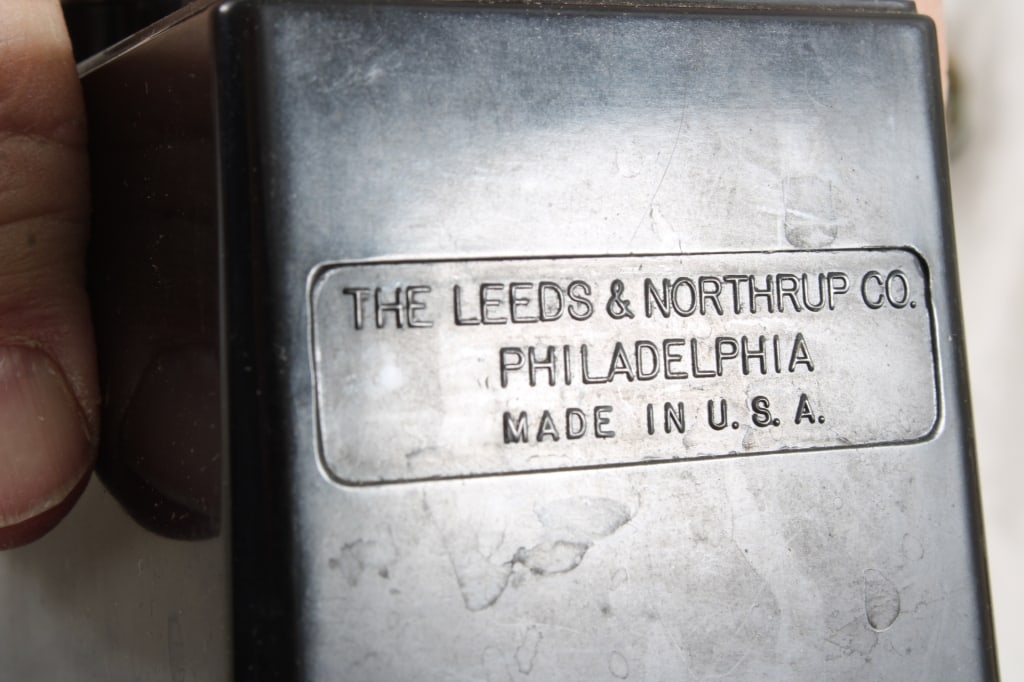 THE LEEDS & NORTHRUP CO.
PHILADELPHIA
MADE IN U.S.A.